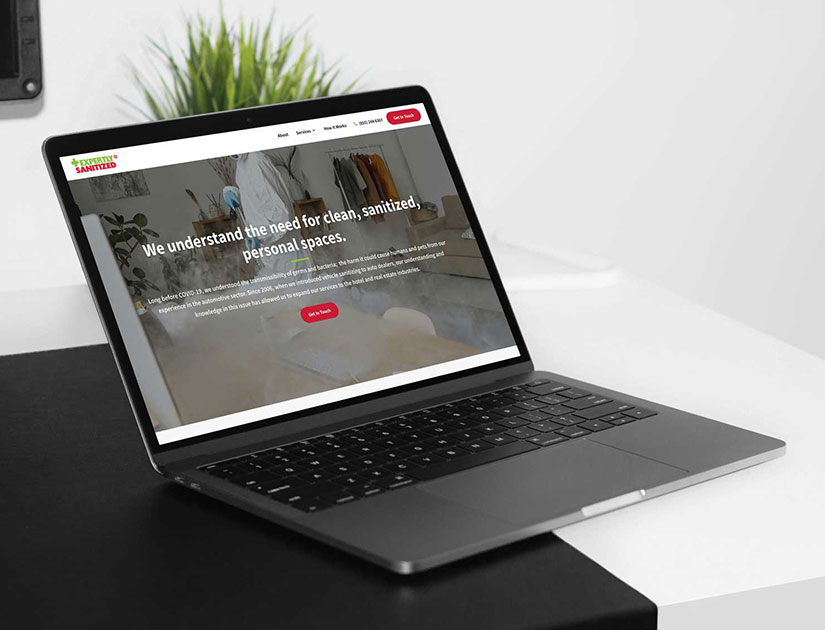 EXPERTLY
SANITIZED
About Services How It Works Get In Touch
We understand the need for clean, sanitized,
personal spaces.
Long before COVID-19, we understood the transmissibility of germs and bacteria; the harm it could cause humans and pets from our
experience in the automotive sector. Since 2006, when we introduced vehicle sanitizing to auto dealers, our understanding and
knowledge in this issue has allowed us to expand our services to the hotel and real estate industries.
Get In Touch